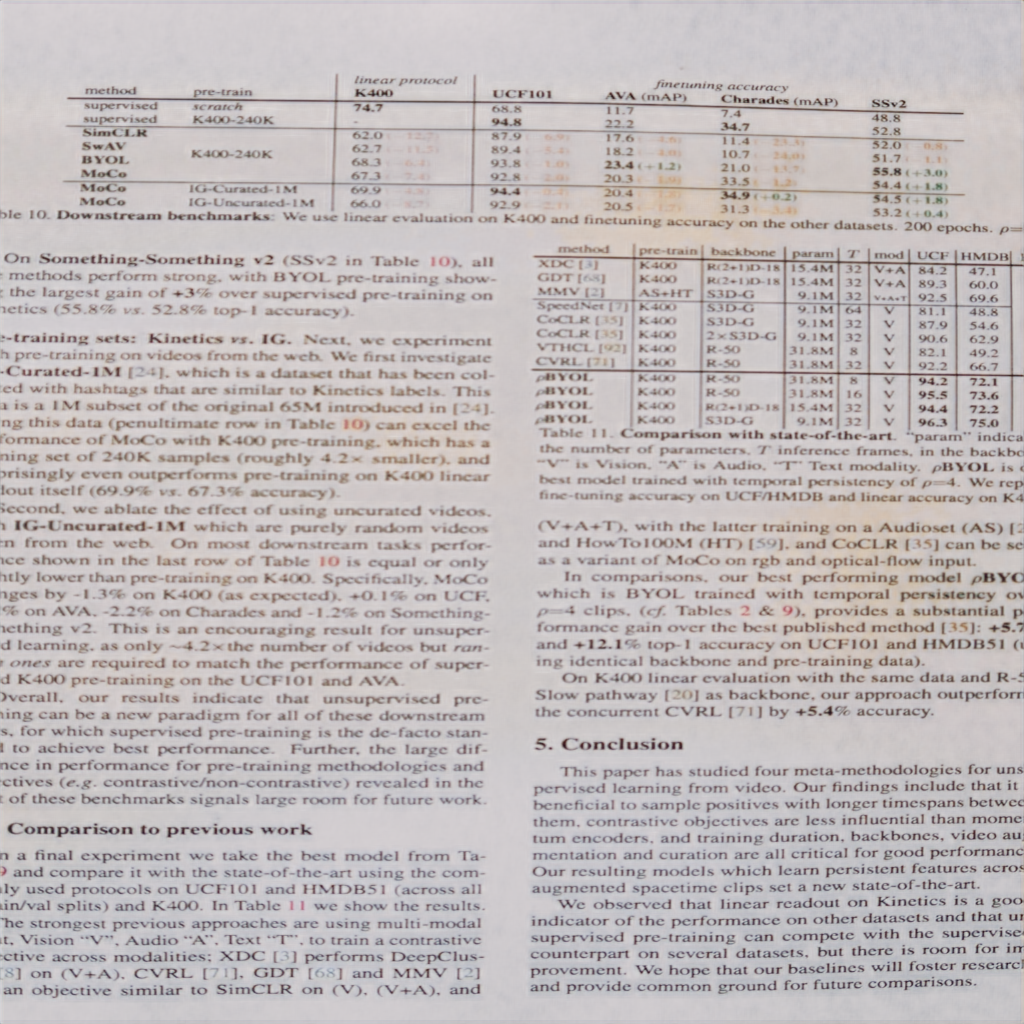 linear protocol finetuning accuracy
method pre-train K400 UCF101 AVA (mAP) Charades (mAP) SSv2
supervised scratch 74.7 68.8 11.7 7.4 48.8
supervised K400-240K - 94.8 22.2 34.7 52.8
SimCLR 62.0 87.9 17.6 11.4 52.0
SwAV K400-240K 62.7 89.4 18.2 10.7 51.7
BYOL 68.3 93.8 23.4 (+1.2) 21.0 55.8 (+3.0)
MoCo 67.3 92.8 20.3 33.5 54.4 (+1.8)
MoCo IG-Curated-1M 69.9 94.4 20.4 34.9 (+0.2) 54.5 (+1.8)
MoCo IG-Uncurated-1M 66.0 92.9 20.5 31.3 53.2 (+0.4)
ble 10. Downstream benchmarks: We use linear evaluation on K400 and finetuning accuracy on the other datasets. 200 epochs. ρ=
On Something-Something v2 (SSv2 in Table 10), all
methods perform strong, with BYOL pre-training show-
the largest gain of +3% over supervised pre-training on
netics (55.8% vs. 52.8% top-1 accuracy).
e-training sets: Kinetics vs. IG. Next, we experiment
h pre-training on videos from the web. We first investigate
-Curated-1M [24], which is a dataset that has been col-
ted with hashtags that are similar to Kinetics labels. This
a is a 1M subset of the original 65M introduced in [24].
ng this data (penultimate row in Table 10) can excel the
formance of MoCo with K400 pre-training, which has a
ning set of 240K samples (roughly 4.2× smaller), and
prisingly even outperforms pre-training on K400 linear
dout itself (69.9% vs. 67.3% accuracy).
Second, we ablate the effect of using uncurated videos,
h IG-Uncurated-1M which are purely random videos
en from the web. On most downstream tasks perfor-
nce shown in the last row of Table 10 is equal or only
htly lower than pre-training on K400. Specifically, MoCo
nges by -1.3% on K400 (as expected), +0.1% on UCF,
% on AVA, -2.2% on Charades and -1.2% on Something-
nething v2. This is an encouraging result for unsuper-
d learning, as only ~4.2×the number of videos but ran-
ones are required to match the performance of super-
d K400 pre-training on the UCF101 and AVA.
Overall, our results indicate that unsupervised pre-
ning can be a new paradigm for all of these downstream
s, for which supervised pre-training is the de-facto stan-
l to achieve best performance. Further, the large dif-
nce in performance for pre-training methodologies and
ectives (e.g. contrastive/non-contrastive) revealed in the
t of these benchmarks signals large room for future work.
Comparison to previous work
n a final experiment we take the best model from Ta-
9 and compare it with the state-of-the-art using the com-
nly used protocols on UCF101 and HMDB51 (across all
ain/val splits) and K400. In Table 11 we show the results.
The strongest previous approaches are using multi-modal
ut, Vision "V", Audio "A", Text "T", to train a contrastive
ective across modalities: XDC [3] performs DeepClus-
[8] on (V+A), CVRL [71], GDT [68] and MMV [2]
an objective similar to SimCLR on (V), (V+A), and
method pre-train backbone param T mod UCF HMDB
XDC [3] K400 R(2+1)D-18 15.4M 32 V+A 84.2 47.1
GDT [68] K400 R(2+1)D-18 15.4M 32 V+A 89.3 60.0
MMV [2] AS+HT S3D-G 9.1M 32 V+A+T 92.5 69.6
SpeedNet [7] K400 S3D-G 9.1M 64 V 81.1 48.8
CoCLR [35] K400 S3D-G 9.1M 32 V 87.9 54.6
CoCLR [35] K400 2×S3D-G 9.1M 32 V 90.6 62.9
VTHCL [92] K400 R-50 31.8M 8 V 82.1 49.2
CVRL [71] K400 R-50 31.8M 32 V 92.2 66.7
ρBYOL K400 R-50 31.8M 8 V 94.2 72.1
ρBYOL K400 R-50 31.8M 16 V 95.5 73.6
ρBYOL K400 R(2+1)D-18 15.4M 32 V 94.4 72.2
ρBYOL K400 S3D-G 9.1M 32 V 96.3 75.0
Table 11. Comparison with state-of-the-art. "param" indica
the number of parameters, T inference frames, in the backbo
"V" is Vision, "A" is Audio, "T" Text modality. ρBYOL is
best model trained with temporal persistency of ρ=4. We rep
fine-tuning accuracy on UCF/HMDB and linear accuracy on K4
(V+A+T), with the latter training on a Audioset (AS)
and HowTo100M (HT) [59], and CoCLR [35] can be se
as a variant of MoCo on rgb and optical-flow input.
In comparisons, our best performing model ρBYO
which is BYOL trained with temporal persistency ov
ρ=4 clips, (cf. Tables 2 & 9), provides a substantial p
formance gain over the best published method [35]: +5.7
and +12.1% top-1 accuracy on UCF101 and HMDB51 (u
ing identical backbone and pre-training data).
On K400 linear evaluation with the same data and R-5
Slow pathway [20] as backbone, our approach outperform
the concurrent CVRL [71] by +5.4% accuracy.
5. Conclusion
This paper has studied four meta-methodologies for uns
pervised learning from video. Our findings include that it
beneficial to sample positives with longer timespans betwee
them, contrastive objectives are less influential than mome
tum encoders, and training duration, backbones, video au
mentation and curation are all critical for good performanc
Our resulting models which learn persistent features acros
augmented spacetime clips set a new state-of-the-art.
We observed that linear readout on Kinetics is a goo
indicator of the performance on other datasets and that un
supervised pre-training can compete with the supervise
counterpart on several datasets, but there is room for im
provement. We hope that our baselines will foster researc
and provide common ground for future comparisons.